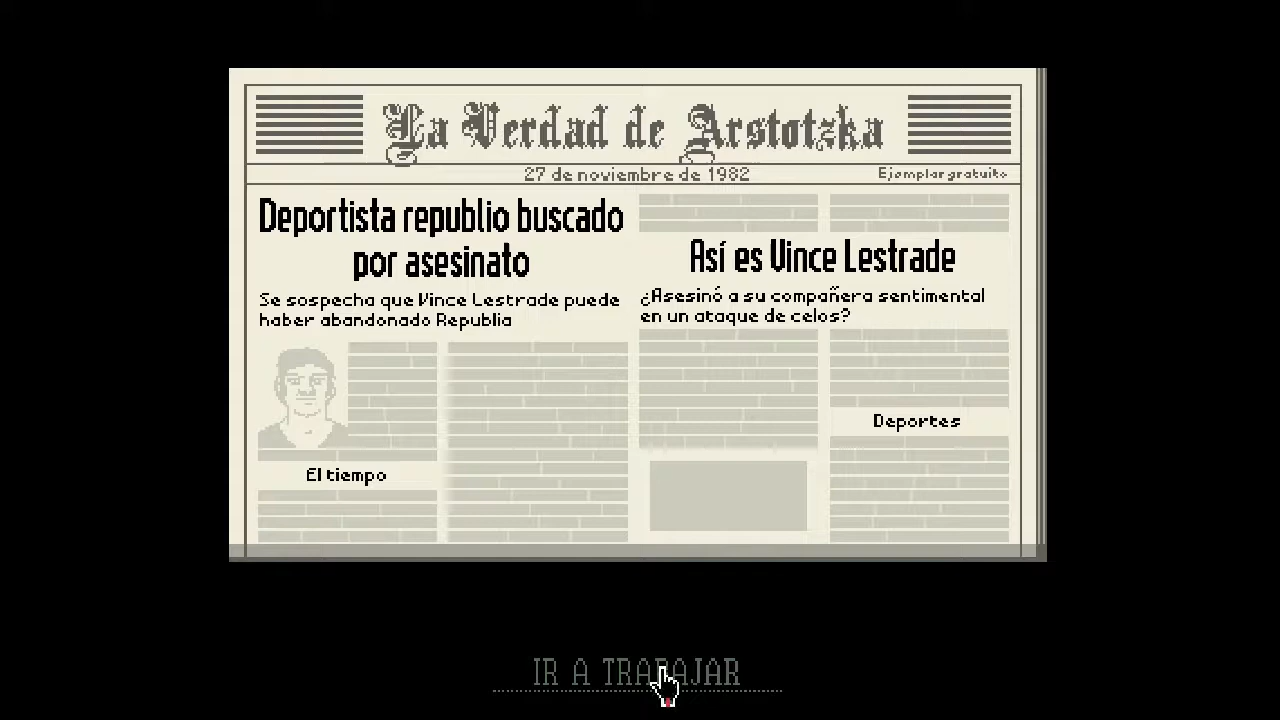 La Verdad de Arstotzka
27 de noviembre de 1982
Ejemplar gratuito
Deportista republio buscado
por asesinato
Se sospecha que Vince Lestrade puede
haber abandonado Republia
El tiempo
Así es Vince Lestrade
¿Asesinó a su compañera sentimental
en un ataque de celos?
Deportes
IR A TRABAJAR